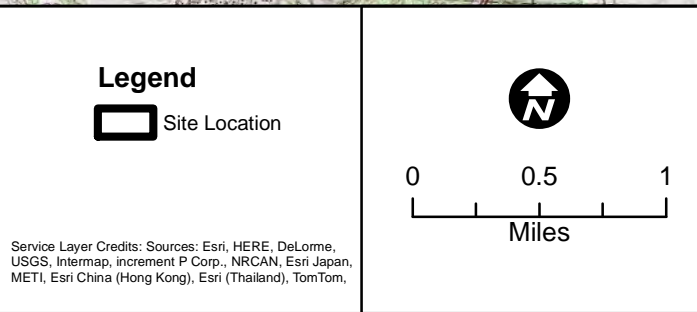 Legend
Site Location
Service Layer Credits: Sources: Esri, HERE, DeLorme,
USGS, Intermap, increment P Corp., NRCAN, Esri Japan,
METI, Esri China (Hong Kong), Esri (Thailand), TomTom,
N
0 0.5 1
Miles